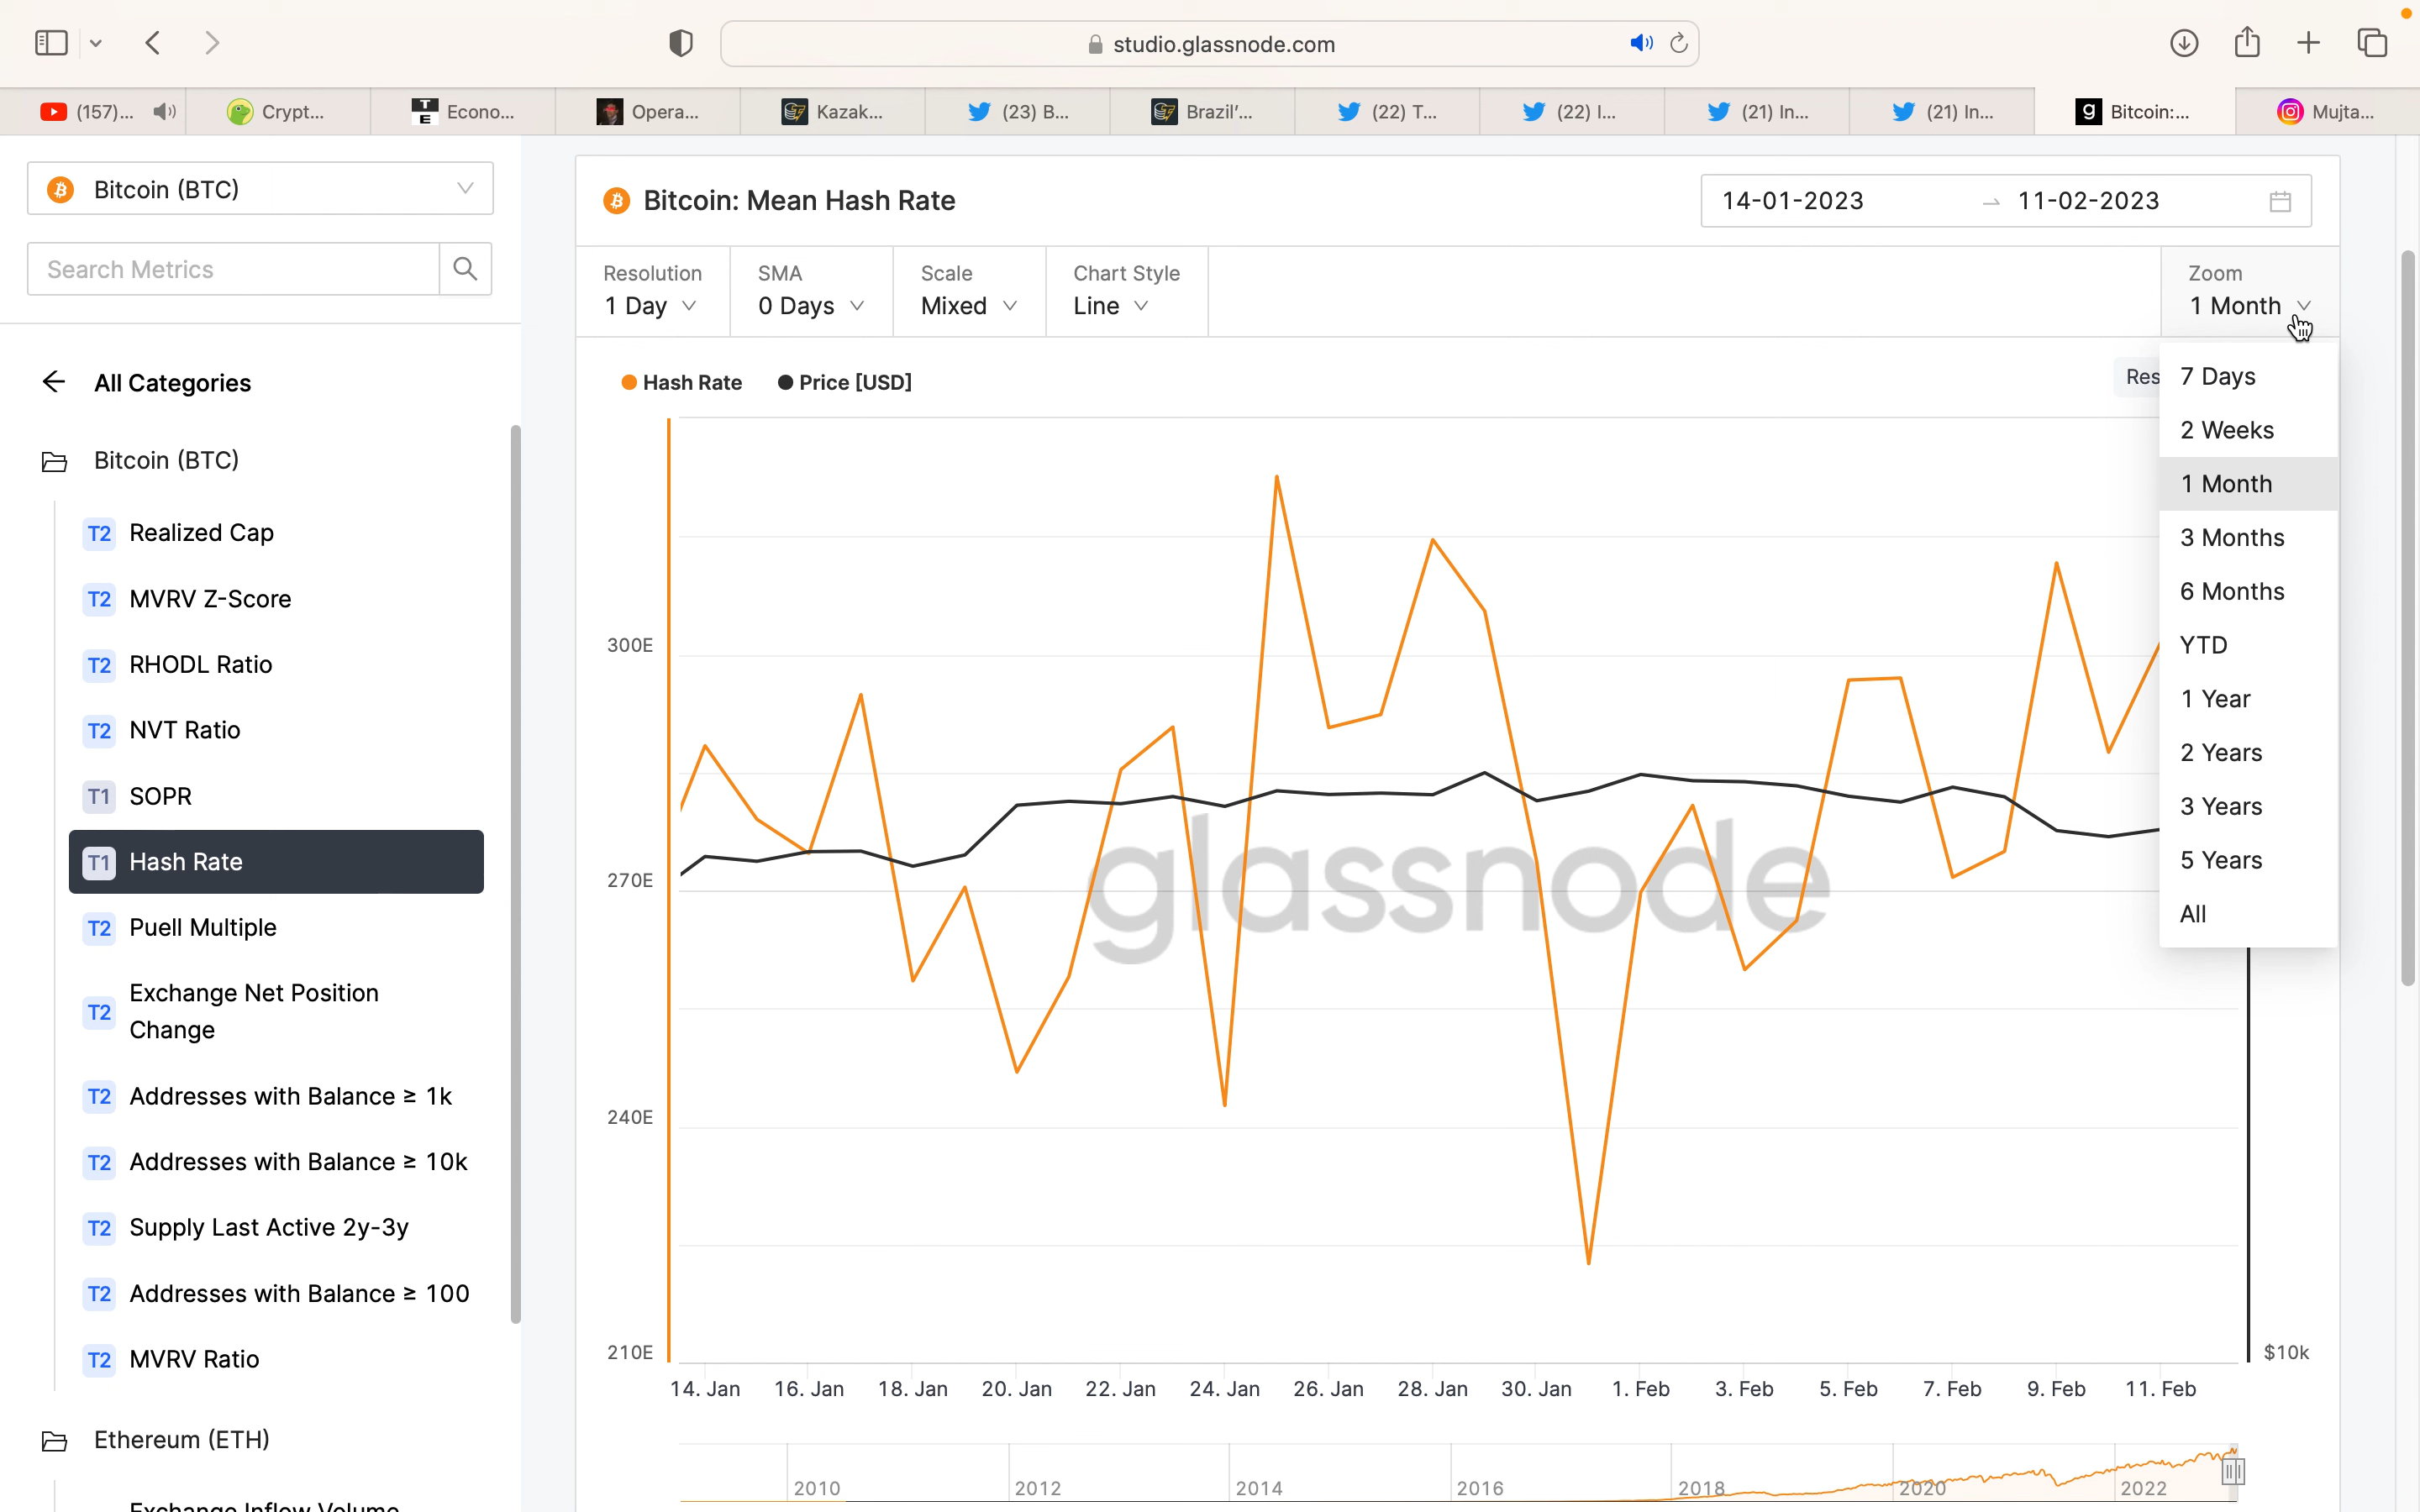 studio.glassnode.com
(157)...
Crypt...
Econo...
Opera...
Kazak...
(23) B...
Brazil'...
(22) T...
(22) I...
(21) In...
(21) In...
Bitcoin:...
Mujta...
Bitcoin (BTC)
Search Metrics
All Categories
Bitcoin (BTC)
T2 Realized Cap
T2 MVRV Z-Score
T2 RHODL Ratio
T2 NVT Ratio
T1 SOPR
T1 Hash Rate
T2 Puell Multiple
T2 Exchange Net Position
Change
T2 Addresses with Balance ≥ 1k
T2 Addresses with Balance ≥ 10k
T2 Supply Last Active 2y-3y
T2 Addresses with Balance ≥ 100
T2 MVRV Ratio
Ethereum (ETH)
Exchange Inflow Volume
Bitcoin: Mean Hash Rate
14-01-2023 → 11-02-2023
Resolution
1 Day
SMA
0 Days
Scale
Mixed
Chart Style
Line
Zoom
1 Month
Hash Rate
Price [USD]
Res
7 Days
2 Weeks
1 Month
3 Months
6 Months
YTD
1 Year
2 Years
3 Years
5 Years
All
300E
270E
240E
210E
glassnode
$10k
14. Jan 16. Jan 18. Jan 20. Jan 22. Jan 24. Jan 26. Jan 28. Jan 30. Jan 1. Feb 3. Feb 5. Feb 7. Feb 9. Feb 11. Feb
2010 2012 2014 2016 2018 2020 2022